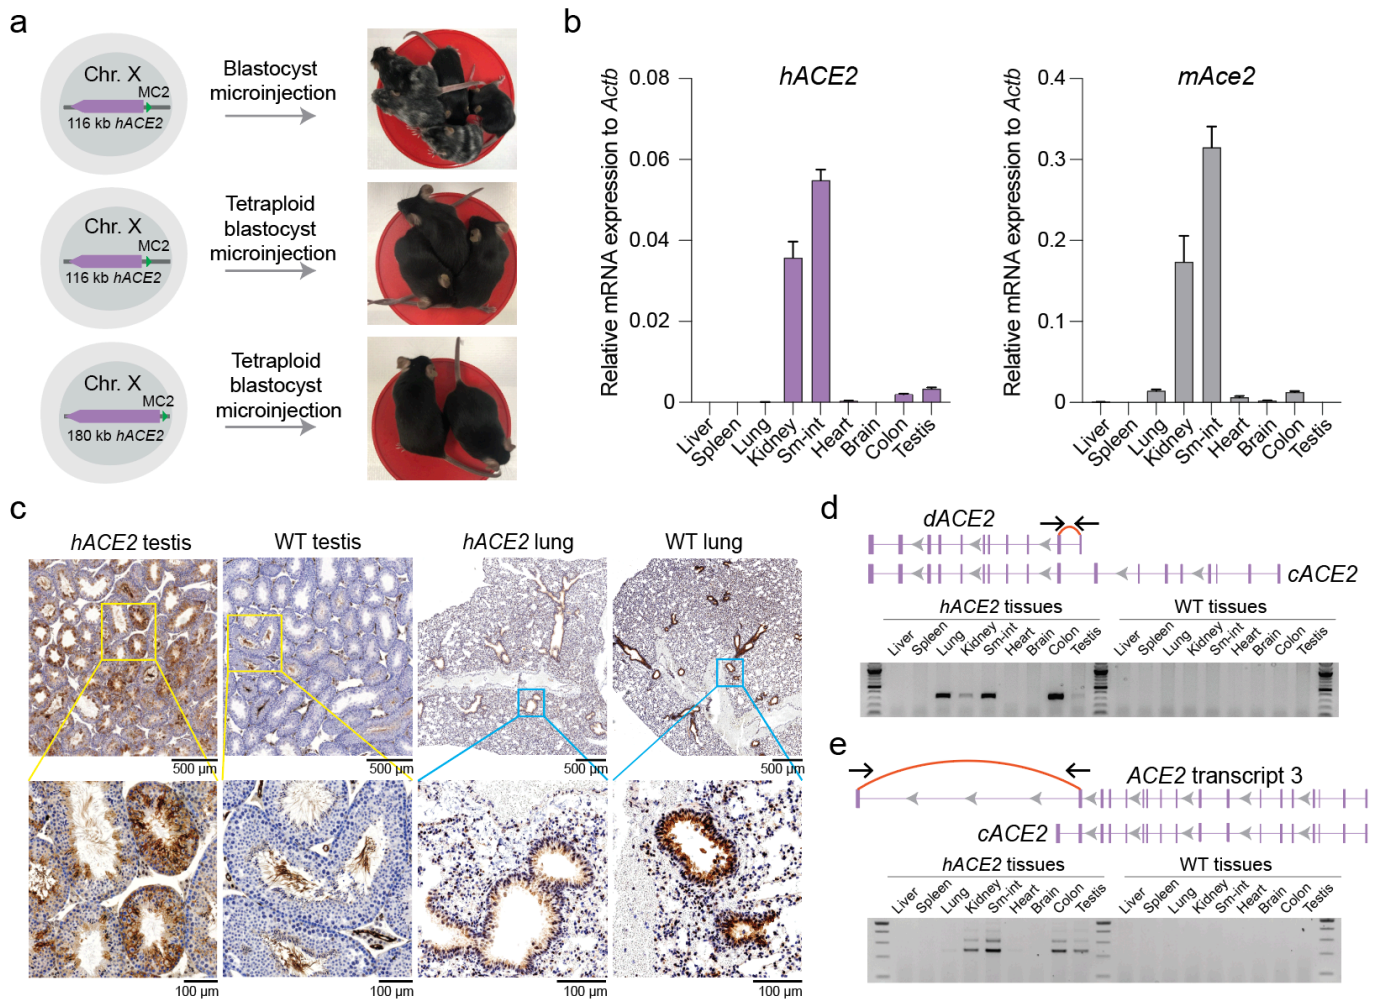 a
Chr. X
MC2
116 kb hACE2
Blastocyst
microinjection
Chr. X
MC2
116 kb hACE2
Tetraploid
blastocyst
microinjection
Chr. X
MC2
180 kb hACE2
Tetraploid
blastocyst
microinjection
b
hACE2
Relative mRNA expression to Actb
0.08
0.06
0.04
0.02
0
Liver
Spleen
Lung
Kidney
Sm-int
Heart
Brain
Colon
Testis
mAce2
Relative mRNA expression to Actb
0.4
0.3
0.2
0.1
0
Liver
Spleen
Lung
Kidney
Sm-int
Heart
Brain
Colon
Testis
c
hACE2 testis
WT testis
hACE2 lung
WT lung
500 µm
500 µm
500 µm
500 µm
100 µm
100 µm
100 µm
100 µm
d
dACE2
cACE2
hACE2 tissues
WT tissues
Liver
Spleen
Lung
Kidney
Sm-int
Heart
Brain
Colon
Testis
Liver
Spleen
Lung
Kidney
Sm-int
Heart
Brain
Colon
Testis
e
ACE2 transcript 3
cACE2
hACE2 tissues
WT tissues
Liver
Spleen
Lung
Kidney
Sm-int
Heart
Brain
Colon
Testis
Liver
Spleen
Lung
Kidney
Sm-int
Heart
Brain
Colon
Testis